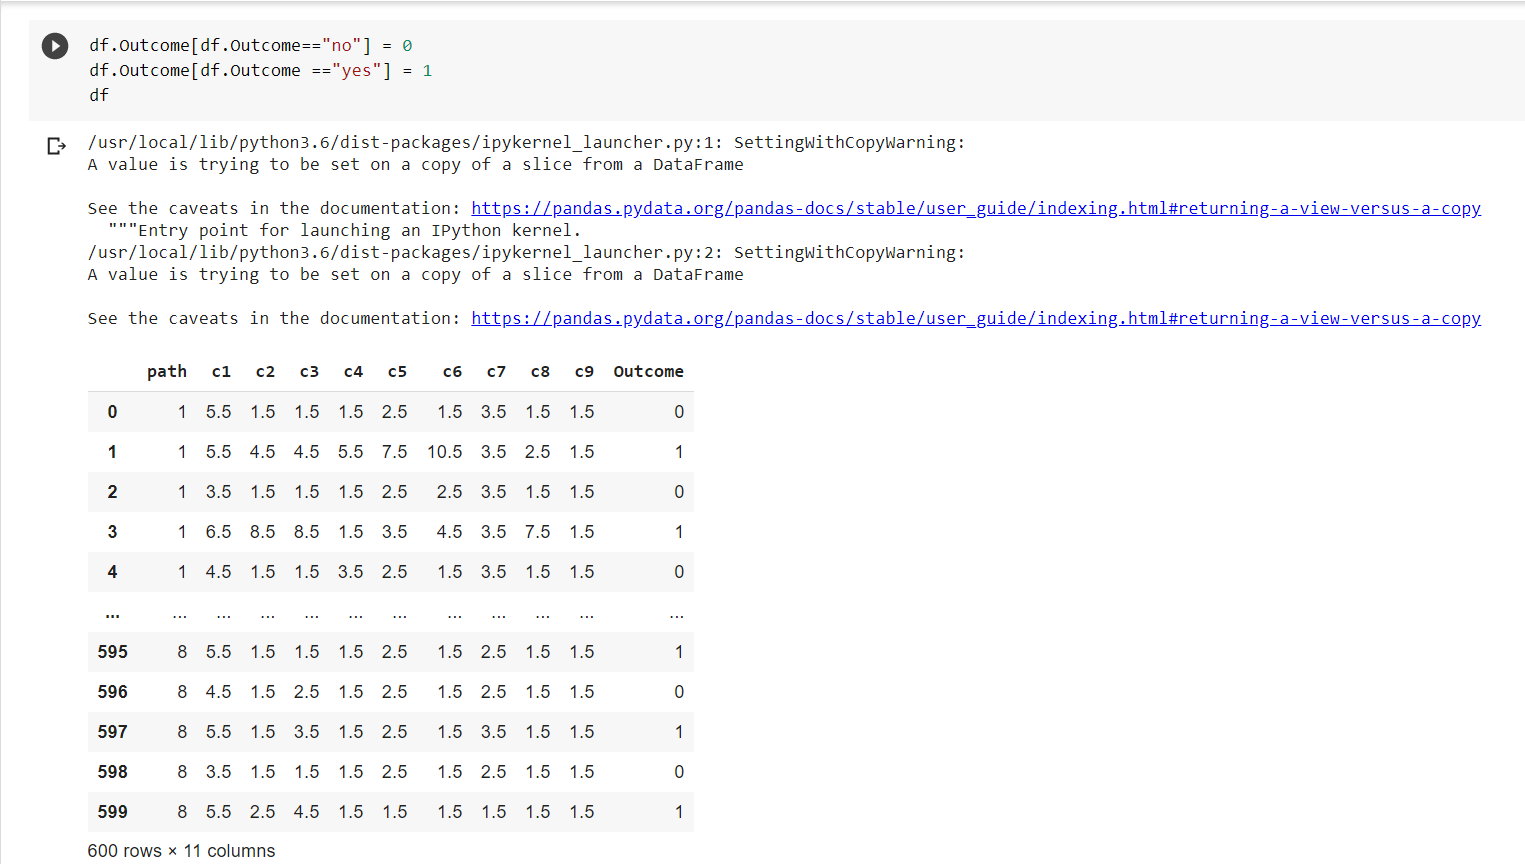 df.Outcome[df.Outcome=="no"] = 0
df.Outcome[df.Outcome =="yes"] = 1
df
/usr/local/lib/python3.6/dist-packages/ipykernel_launcher.py:1: SettingWithCopyWarning:
A value is trying to be set on a copy of a slice from a DataFrame
See the caveats in the documentation: https://pandas.pydata.org/pandas-docs/stable/user_guide/indexing.html#returning-a-view-versus-a-copy
"""Entry point for launching an IPython kernel.
/usr/local/lib/python3.6/dist-packages/ipykernel_launcher.py:2: SettingWithCopyWarning:
A value is trying to be set on a copy of a slice from a DataFrame
See the caveats in the documentation: https://pandas.pydata.org/pandas-docs/stable/user_guide/indexing.html#returning-a-view-versus-a-copy
path c1 c2 c3 c4 c5 c6 c7 c8 c9 Outcome
0 1 5.5 1.5 1.5 1.5 2.5 1.5 3.5 1.5 1.5 0
1 1 5.5 4.5 4.5 5.5 7.5 10.5 3.5 2.5 1.5 1
2 1 3.5 1.5 1.5 1.5 2.5 2.5 3.5 1.5 1.5 0
3 1 6.5 8.5 8.5 1.5 3.5 4.5 3.5 7.5 1.5 1
4 1 4.5 1.5 1.5 3.5 2.5 1.5 3.5 1.5 1.5 0
... ... ... ... ... ... ... ... ... ... ... ...
595 8 5.5 1.5 1.5 1.5 2.5 1.5 2.5 1.5 1.5 1
596 8 4.5 1.5 2.5 1.5 2.5 1.5 2.5 1.5 1.5 0
597 8 5.5 1.5 3.5 1.5 2.5 1.5 3.5 1.5 1.5 1
598 8 3.5 1.5 1.5 1.5 2.5 1.5 2.5 1.5 1.5 0
599 8 5.5 2.5 4.5 1.5 1.5 1.5 1.5 1.5 1.5 1
600 rows × 11 columns